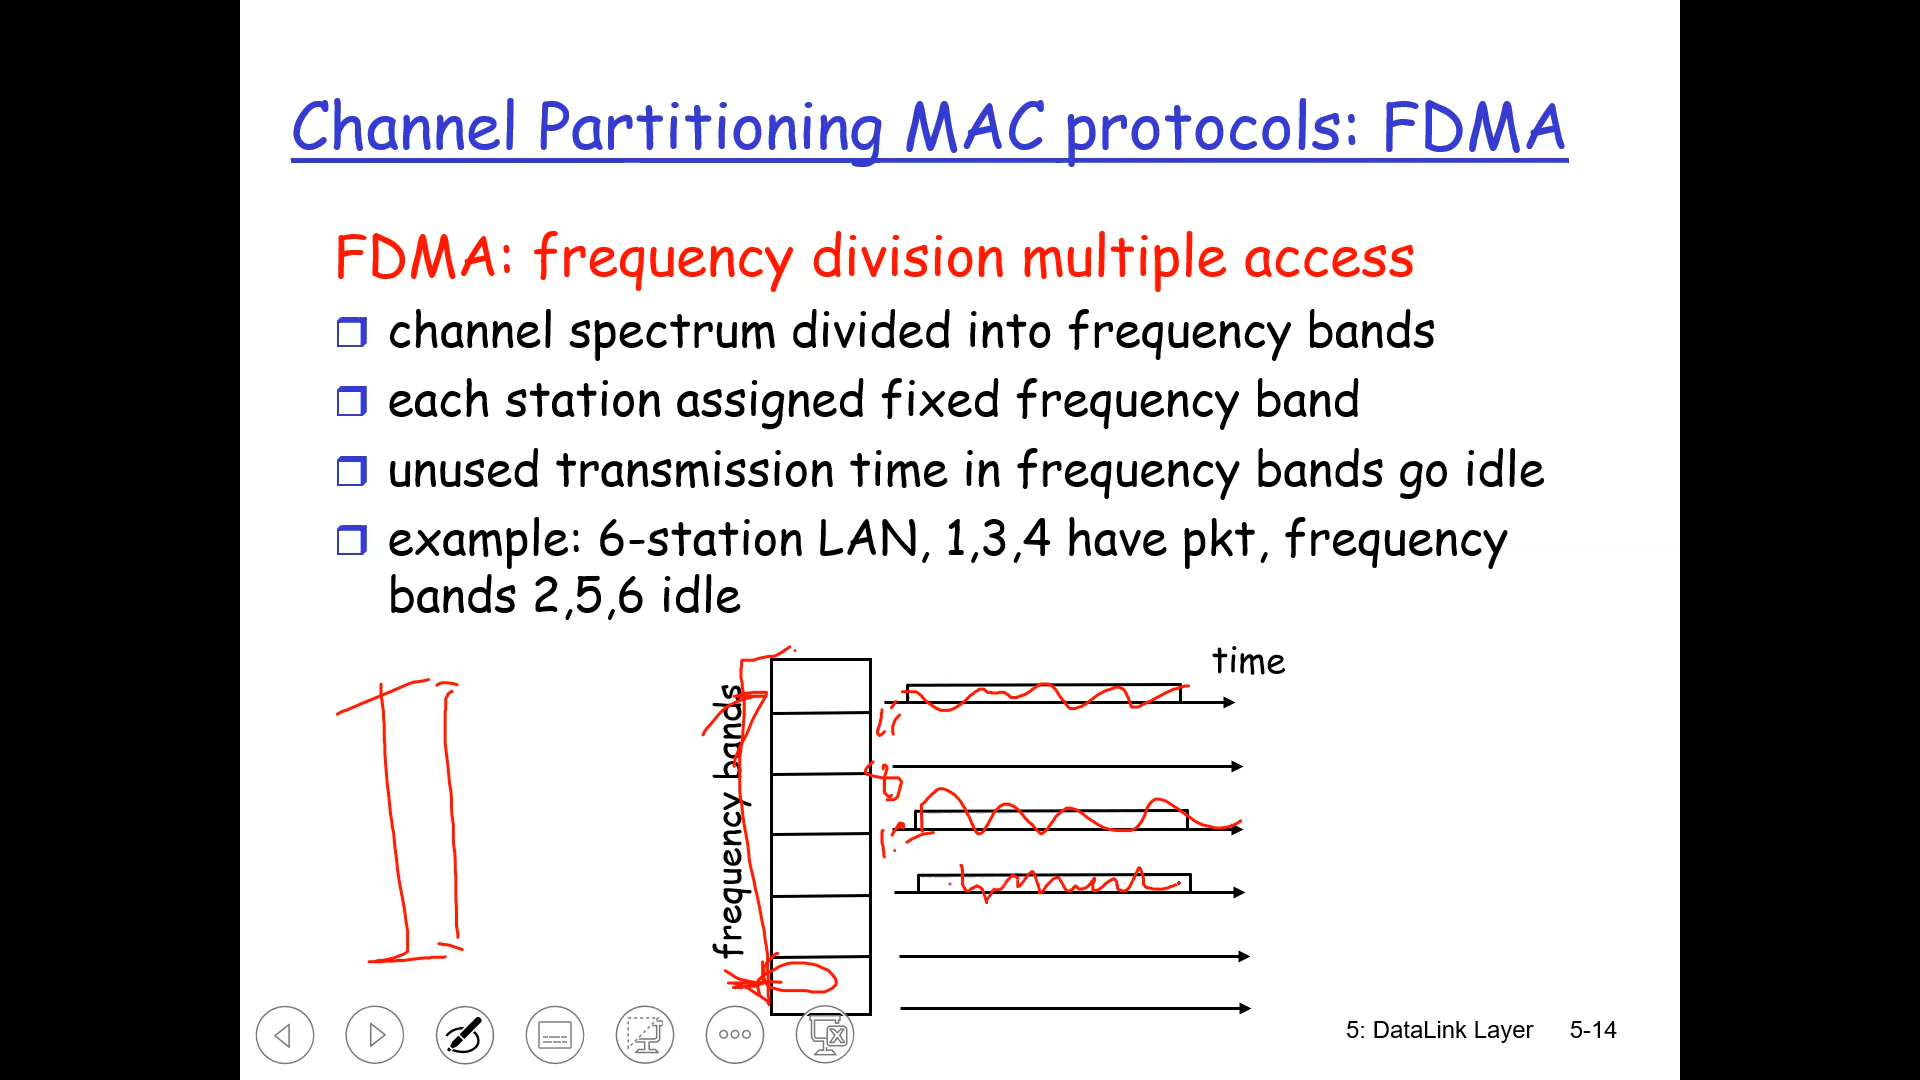 Channel Partitioning MAC protocols: FDMA
FDMA: frequency division multiple access
channel spectrum divided into frequency bands
each station assigned fixed frequency band
unused transmission time in frequency bands go idle
example: 6-station LAN, 1,3,4 have pkt, frequency
bands 2,5,6 idle
frequency bands
time
5: DataLink Layer 5-14